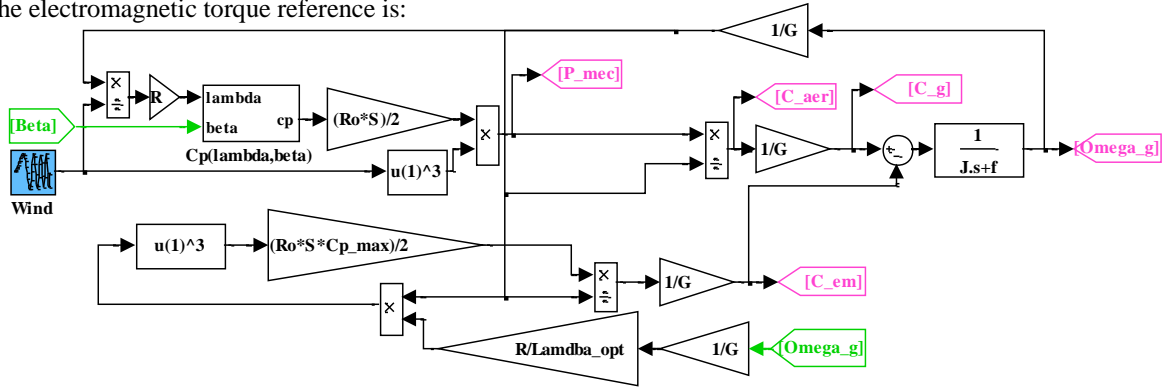 he electromagnetic torque reference is:
1/G
[P_mec]
×
÷
R
lambda
cp
beta
Cp(lambda,beta)
(Ro*S)/2
×
[Beta]
Wind
u(1)^3
×
÷
[C_aer]
1/G
[C_g]
+
-
1
J.s+f
[Omega_g]
u(1)^3
(Ro*S*Cp_max)/2
×
÷
1/G
[C_em]
×
R/Lamdba_opt
1/G
[Omega_g]